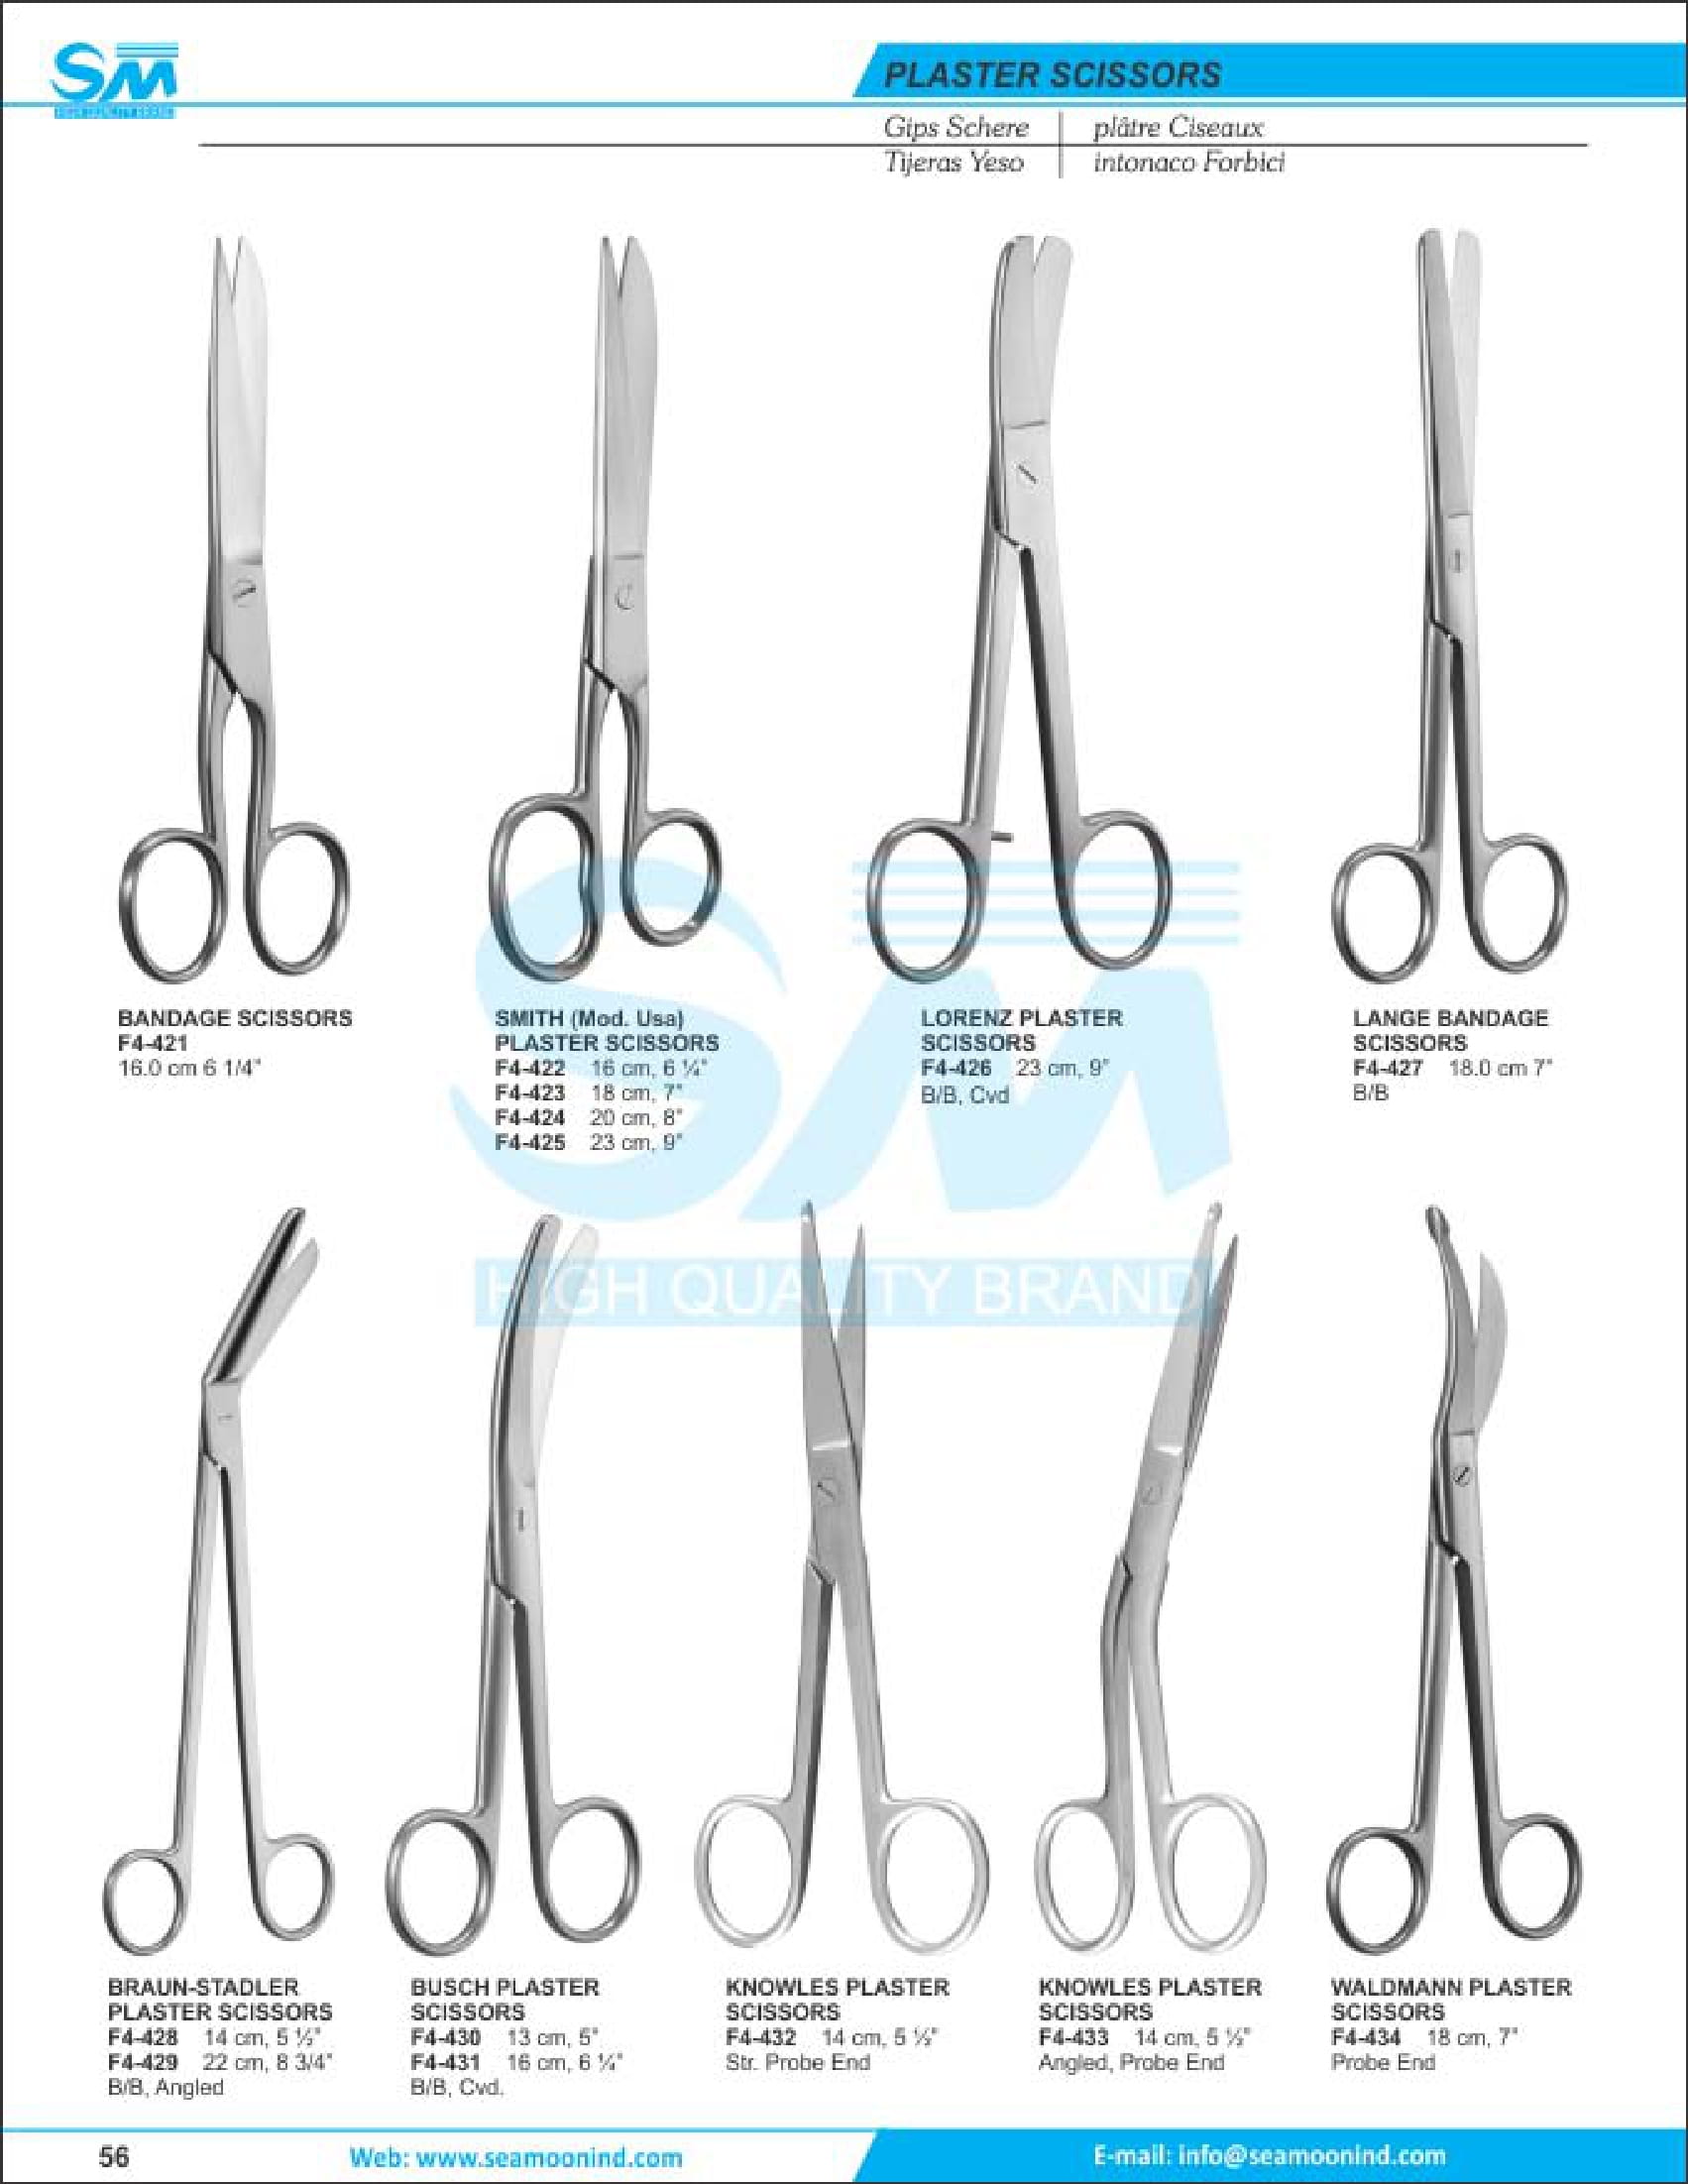 SM
PLASTER SCISSORS
Gips Schere
plâtre Ciseaux
Tijeras Yeso
intonaco Forbici
BANDAGE SCISSORS
F4-421
16.0 cm 6 1/4"
SMITH (Mod. Usa)
PLASTER SCISSORS
F4-422 16 cm, 6 ¼"
F4-423 18 cm, 7"
F4-424 20 cm, 8"
F4-425 23 cm, 9"
LORENZ PLASTER
SCISSORS
F4-426 23 cm, 9"
B/B, Cvd
LANGE BANDAGE
SCISSORS
F4-427 18.0 cm 7"
B/B
SM
HIGH QUALITY BRAND
BRAUN-STADLER
PLASTER SCISSORS
F4-428 14 cm, 5 ½"
F4-429 22 cm, 8 3/4"
B/B, Angled
BUSCH PLASTER
SCISSORS
F4-430 13 cm, 5"
F4-431 16 cm, 6 ¼"
B/B, Cvd.
KNOWLES PLASTER
SCISSORS
F4-432 14 cm, 5 ½"
Str. Probe End
KNOWLES PLASTER
SCISSORS
F4-433 14 cm, 5 ½"
Angled, Probe End
WALDMANN PLASTER
SCISSORS
F4-434 18 cm, 7"
Probe End
56
Web: www.seamoonind.com
E-mail: info@seamoonind.com